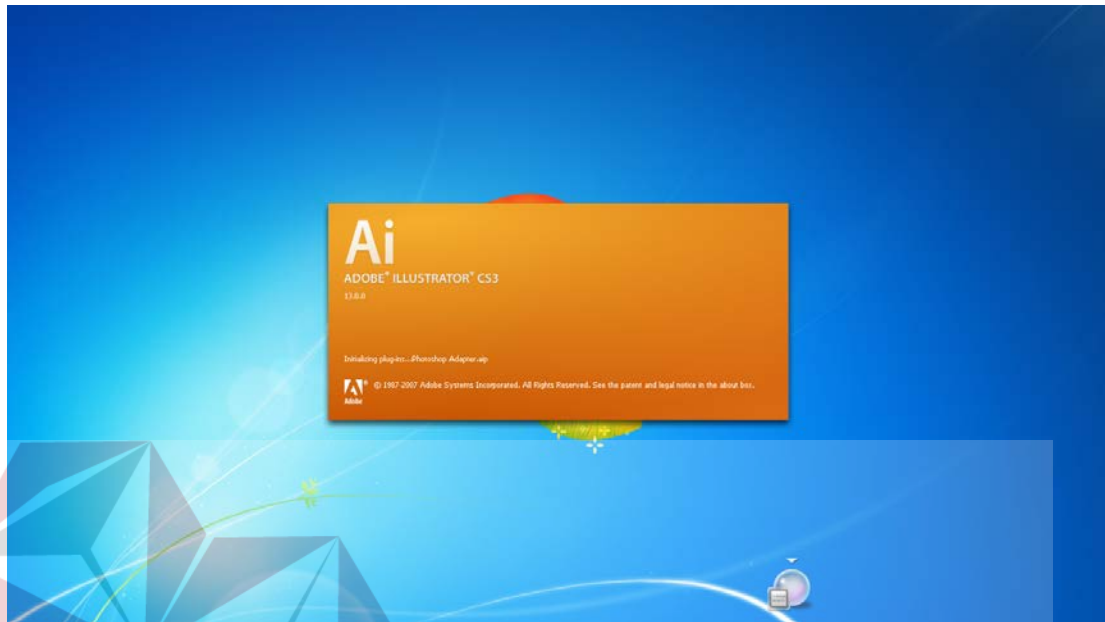 Ai
ADOBE® ILLUSTRATOR® CS3
13.0.0
Initializing plug-ins...Photoshop Adapter.aip
© 1987-2007 Adobe Systems Incorporated. All Rights Reserved. See the patent and legal notice in the about box.
Adobe